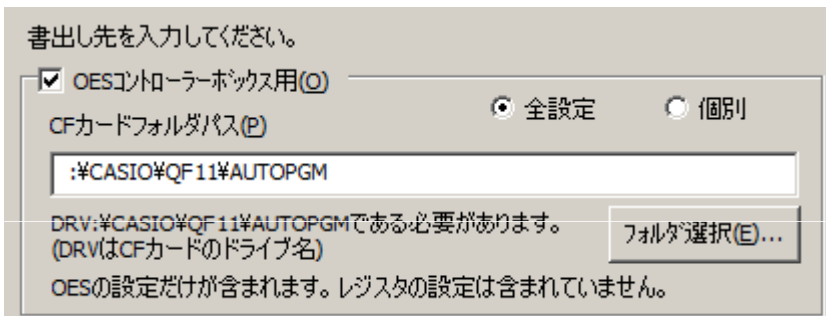 書出し先を入力してください。
OESコントローラーボックス用(O)
全設定 個別
CFカードフォルダパス(P)
:¥CASIO¥QF11¥AUTOPGM
DRV:¥CASIO¥QF11¥AUTOPGMである必要があります。
(DRVはCFカードのドライブ名)
フォルダ選択(E)...
OESの設定だけが含まれます。レジスタの設定は含まれていません。